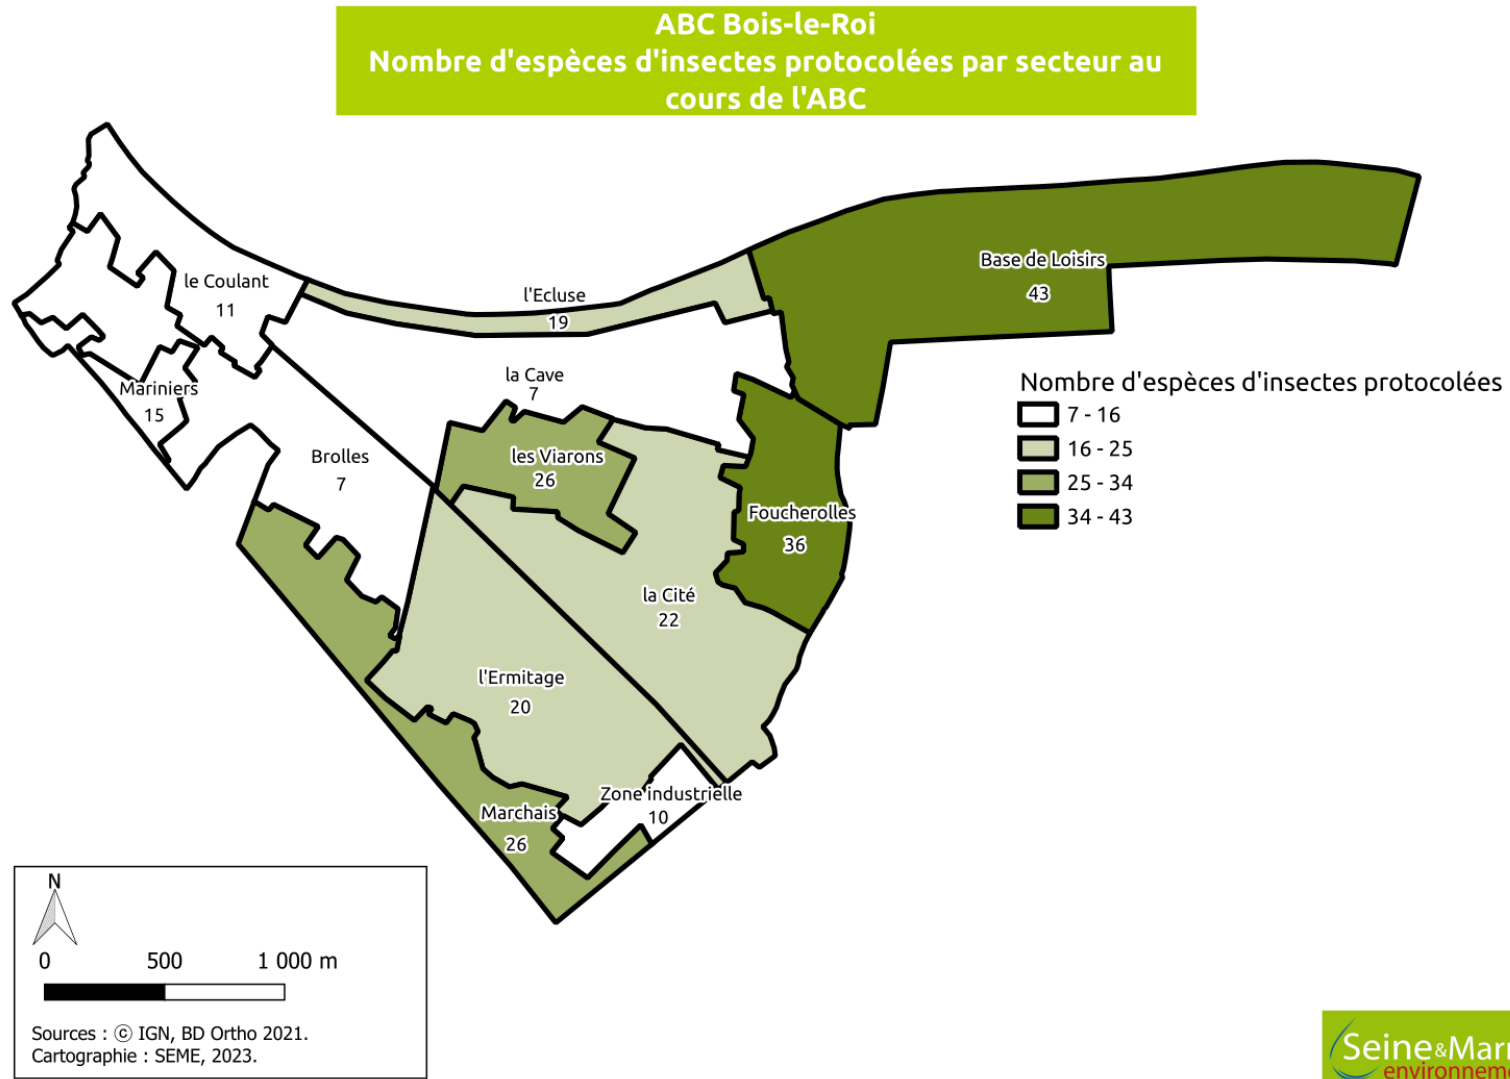 ABC Bois-le-Roi
Nombre d'espèces d'insectes protocolées par secteur au
cours de l'ABC
Base de Loisirs
43
le Coulant
11
l'Ecluse
19
la Cave
7
Mariniers
15
Nombre d'espèces d'insectes protocolées
7 - 16
16 - 25
25 - 34
34 - 43
Brolles
7
les Viarons
26
Foucherolles
36
la Cité
22
l'Ermitage
20
Zone industrielle
10
Marchais
26
N
0 500 1 000 m
Sources : © IGN, BD Ortho 2021.
Cartographie : SEME, 2023.
Seine&Mar
environneme